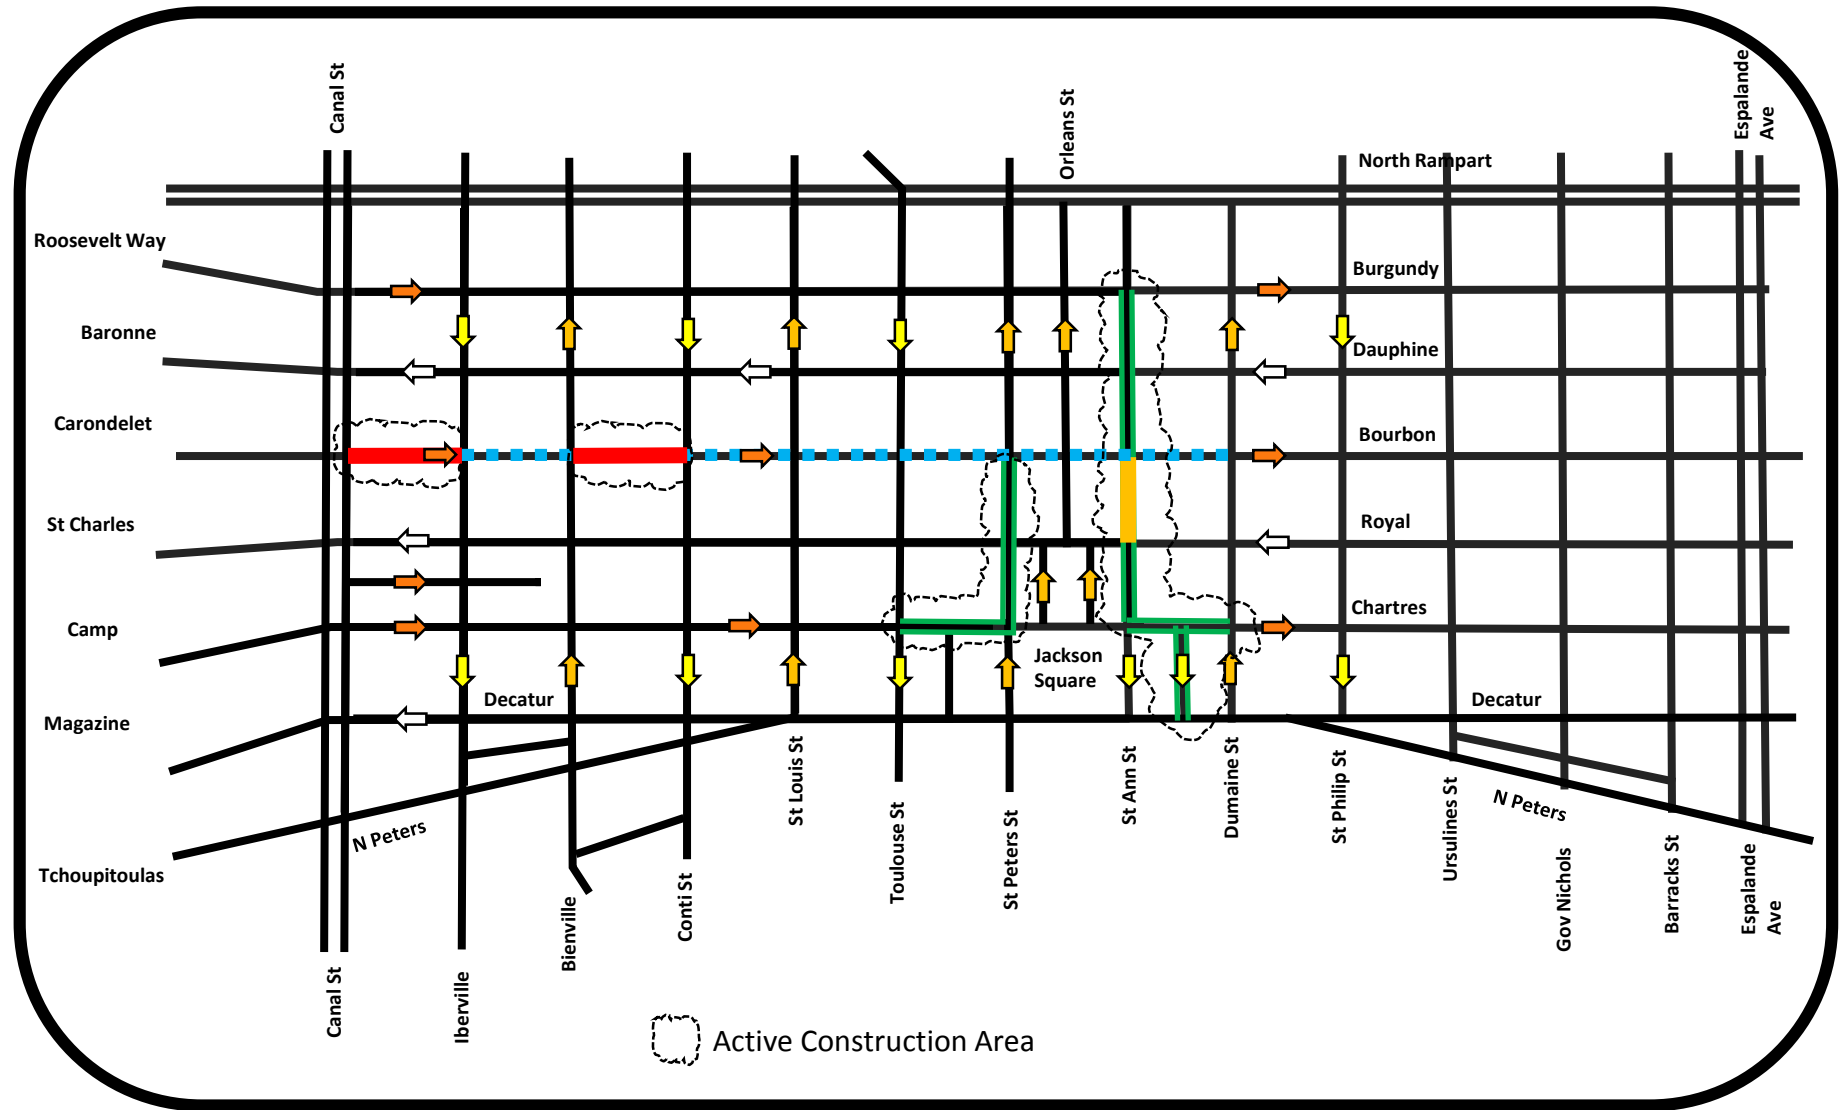 Canal St
Orleans St
Espalande
Ave
North Rampart
Roosevelt Way
Burgundy
Baronne
Dauphine
Carondelet
Bourbon
St Charles
Royal
Camp
Chartres
Jackson
Square
Magazine
Decatur
Decatur
N Peters
N Peters
Tchoupitoulas
Canal St
Iberville
Bienville
Conti St
St Louis St
Toulouse St
St Peters St
St Ann St
Dumaine St
St Philip St
Ursulines St
Gov Nichols
Barracks St
Espalande
Ave
Active Construction Area